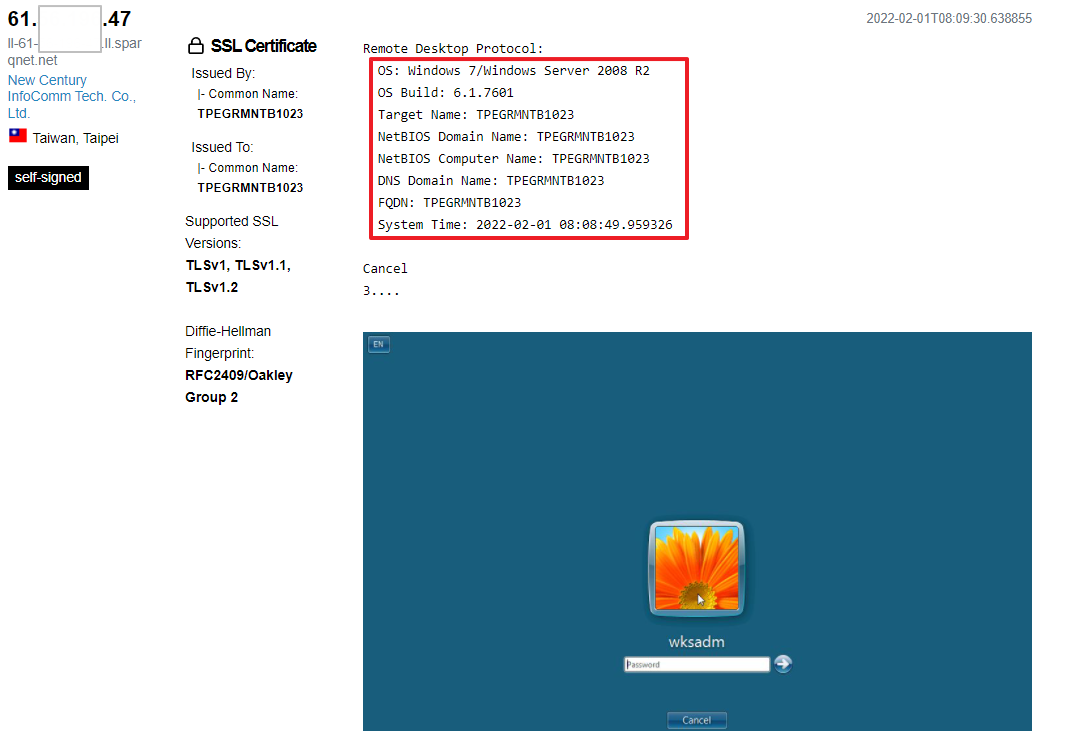 61. .47
ll-61- .ll.spar
qnet.net
New Century
InfoComm Tech. Co.,
Ltd.
Taiwan, Taipei
self-signed
SSL Certificate
Issued By:
|- Common Name:
TPEGRMNTB1023
Issued To:
|- Common Name:
TPEGRMNTB1023
Supported SSL
Versions:
TLSv1, TLSv1.1,
TLSv1.2
Diffie-Hellman
Fingerprint:
RFC2409/Oakley
Group 2
2022-02-01T08:09:30.638855
Remote Desktop Protocol:
OS: Windows 7/Windows Server 2008 R2
OS Build: 6.1.7601
Target Name: TPEGRMNTB1023
NetBIOS Domain Name: TPEGRMNTB1023
NetBIOS Computer Name: TPEGRMNTB1023
DNS Domain Name: TPEGRMNTB1023
FQDN: TPEGRMNTB1023
System Time: 2022-02-01 08:08:49.959326
Cancel
3....
EN
wksadm
Password
Cancel